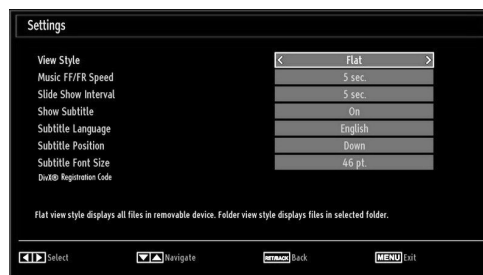 Settings
View Style < Flat >
Music FF/FR Speed 5 sec.
Slide Show Interval 5 sec.
Show Subtitle On
Subtitle Language English
Subtitle Position Down
Subtitle Font Size 46 pt.
DivX® Registration Code
Flat view style displays all files in removable device. Folder view style displays files in selected folder.
Select Navigate RET/BACK Back MENU Exit